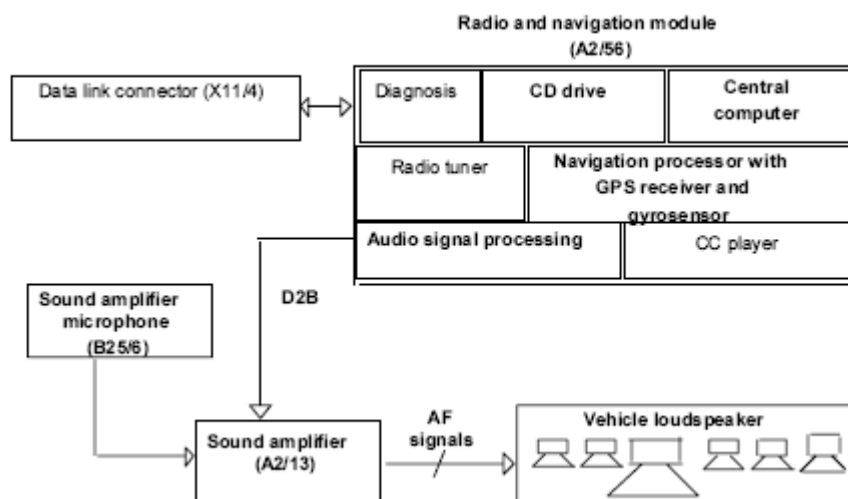 Radio and navigation module
(A2/56)
Data link connector (X11/4)
Diagnosis
CD drive
Central
computer
Radio tuner
Navigation processor with
GPS receiver and
gyrosensor
Audio signal processing
CC player
D2B
Sound amplifier
microphone
(B25/6)
Sound amplifier
(A2/13)
AF
signals
Vehicle loudspeaker